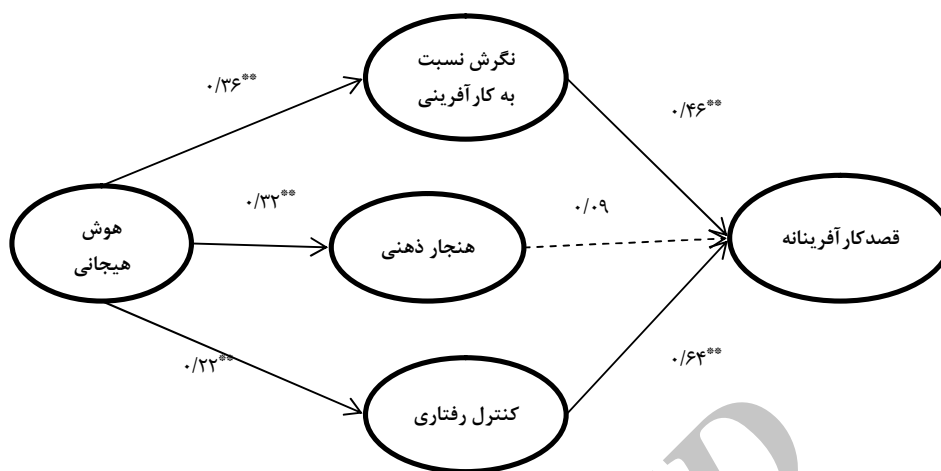 نگرش نسبت
به کارآفرینی
۰/۳۶**
۰/۴۶**
هوش
هیجانی
۰/۳۲**
هنجار ذهنی
۰/۰۹
قصدکارآفرینانه
۰/۲۲**
کنترل رفتاری
۰/۶۴**
D